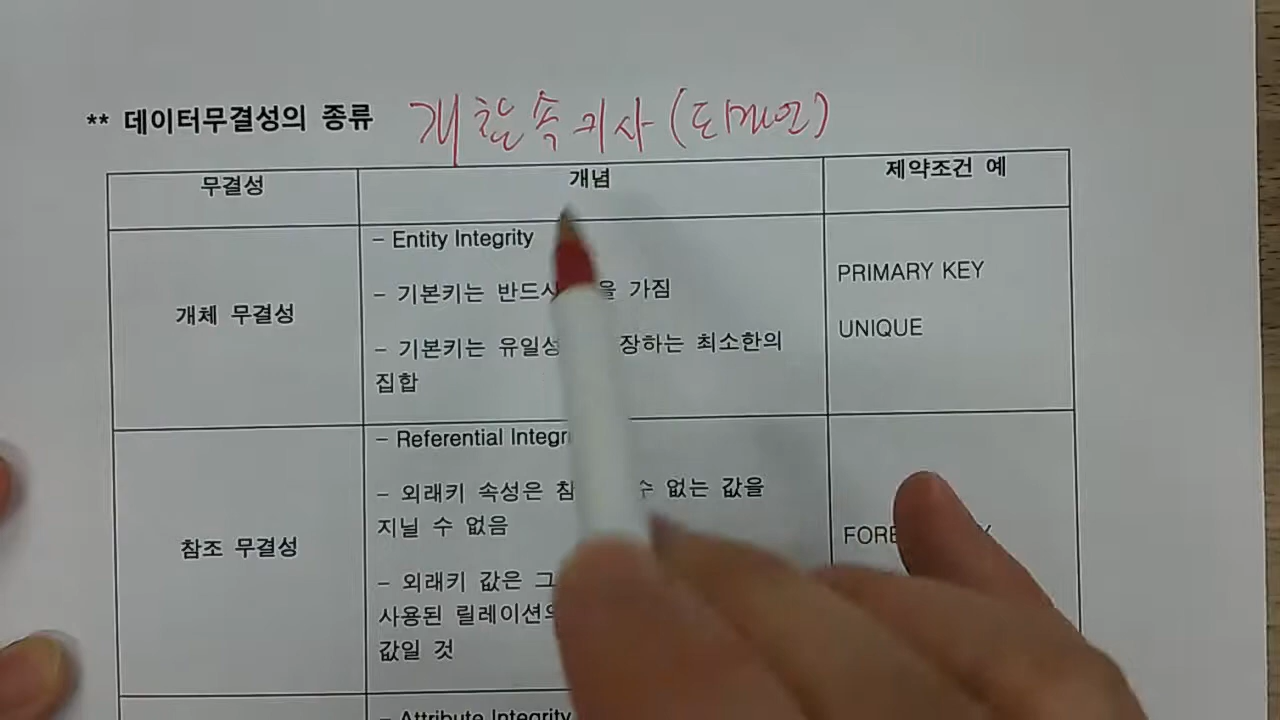 ** 데이터무결성의 종류 개참속키사(도메인)
무결성 개념 제약조건 예
– Entity Integrity
– 기본키는 반드시 을 가짐
– 기본키는 유일성 장하는 최소한의
집합
개체 무결성
PRIMARY KEY
UNIQUE
– Referential
– 외래키 속성은 수 없는 값을
지닐 수 없음
– 외래키 값은 그
사용된 릴레이션의
값일 것
참조 무결성
– Attribute Integrity